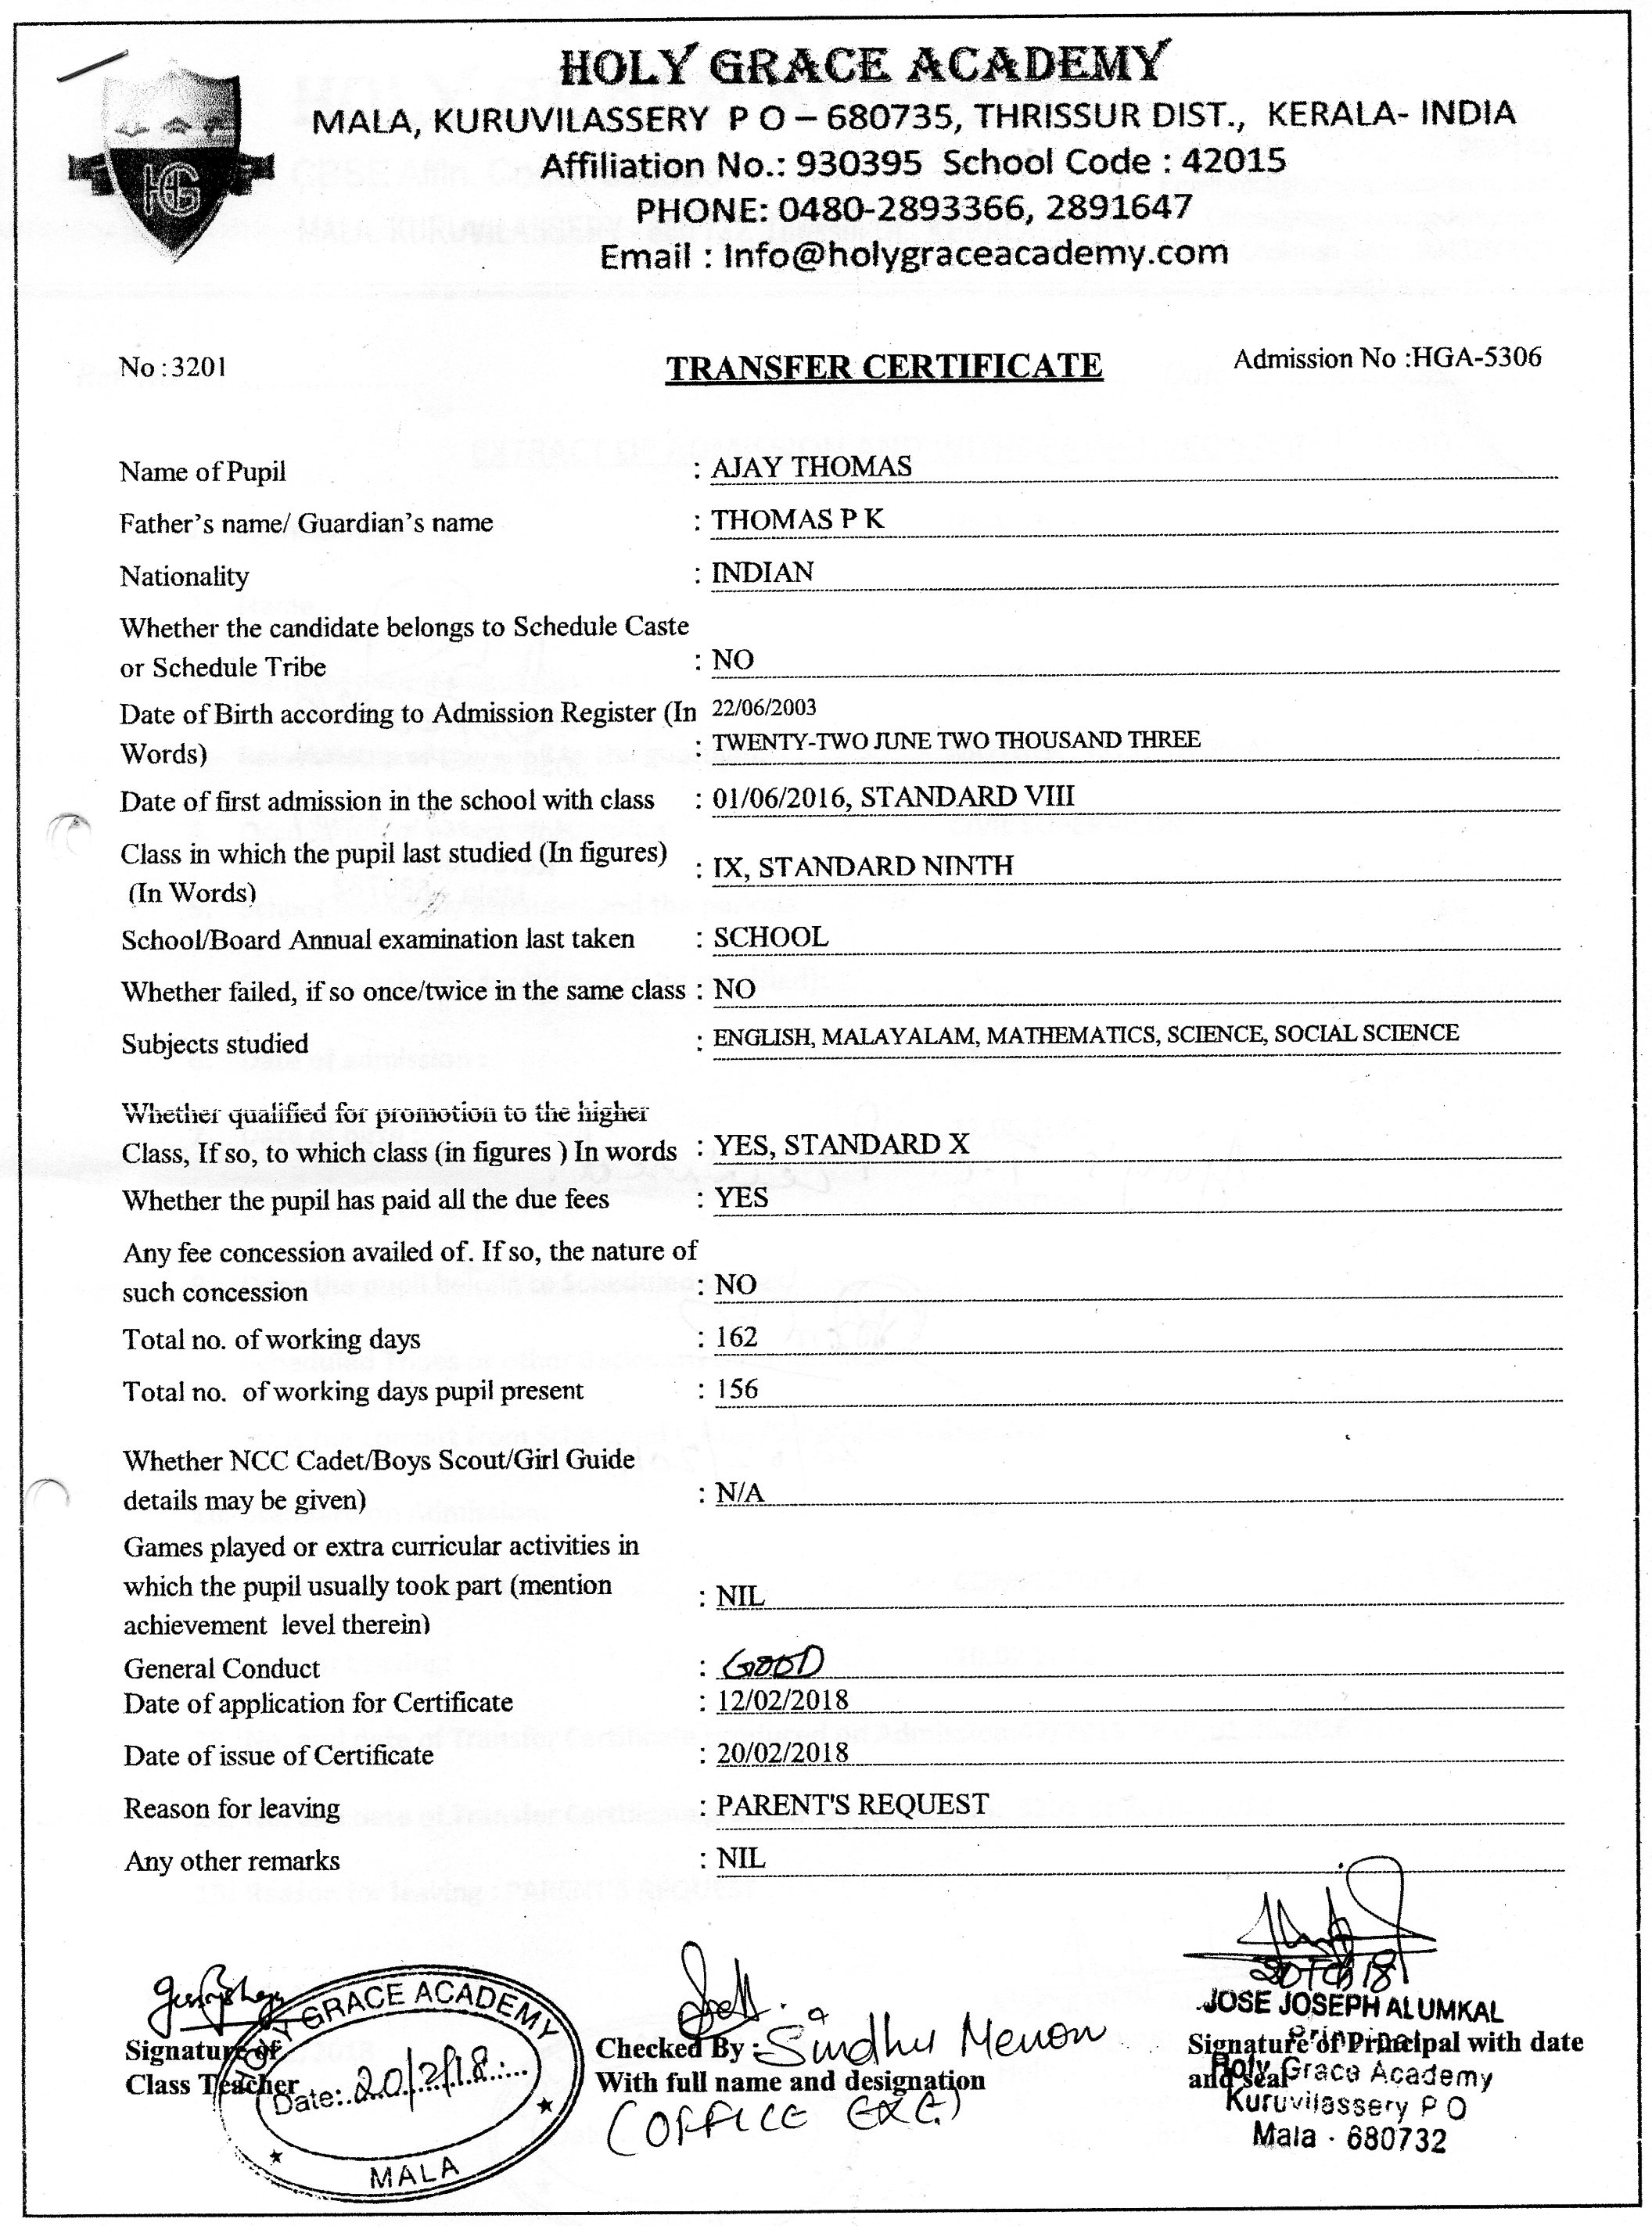 HOLY GRACE ACADEMY
MALA, KURUVILASSERY P O – 680735, THRISSUR DIST., KERALA- INDIA
Affiliation No.: 930395 School Code : 42015
PHONE: 0480-2893366, 2891647
Email : Info@holygraceacademy.com
HG
No :3201 TRANSFER CERTIFICATE Admission No :HGA-5306
Name of Pupil : AJAY THOMAS
Father's name/ Guardian's name : THOMAS P K
Nationality : INDIAN
Whether the candidate belongs to Schedule Caste
or Schedule Tribe : NO
Date of Birth according to Admission Register (In 22/06/2003
Words) : TWENTY-TWO JUNE TWO THOUSAND THREE
Date of first admission in the school with class : 01/06/2016, STANDARD VIII
Class in which the pupil last studied (In figures) : IX, STANDARD NINTH
(In Words)
School/Board Annual examination last taken : SCHOOL
Whether failed, if so once/twice in the same class : NO
Subjects studied : ENGLISH, MALAYALAM, MATHEMATICS, SCIENCE, SOCIAL SCIENCE
Whether qualified for promotion to the higher
Class, If so, to which class (in figures ) In words : YES, STANDARD X
Whether the pupil has paid all the due fees : YES
Any fee concession availed of. If so, the nature of
such concession : NO
Total no. of working days : 162
Total no. of working days pupil present : 156
Whether NCC Cadet/Boys Scout/Girl Guide
details may be given) : N/A
Games played or extra curricular activities in
which the pupil usually took part (mention : NIL
achievement level therein)
General Conduct : GOOD
Date of application for Certificate : 12/02/2018
Date of issue of Certificate : 20/02/2018
Reason for leaving : PARENT'S REQUEST
Any other remarks : NIL
20 Feb 18
JOSE JOSEPH ALUMKAL
Principal
Holy Grace Academy
Kuruvilassery P O
Mala - 680732
Signature of Principal with date
and seal
Checked By : Sindhu Menon
With full name and designation
(OFFICE EXE)
Signature of
Class Teacher
HOLY GRACE ACADEMY
Date: 20/2/18
MALA